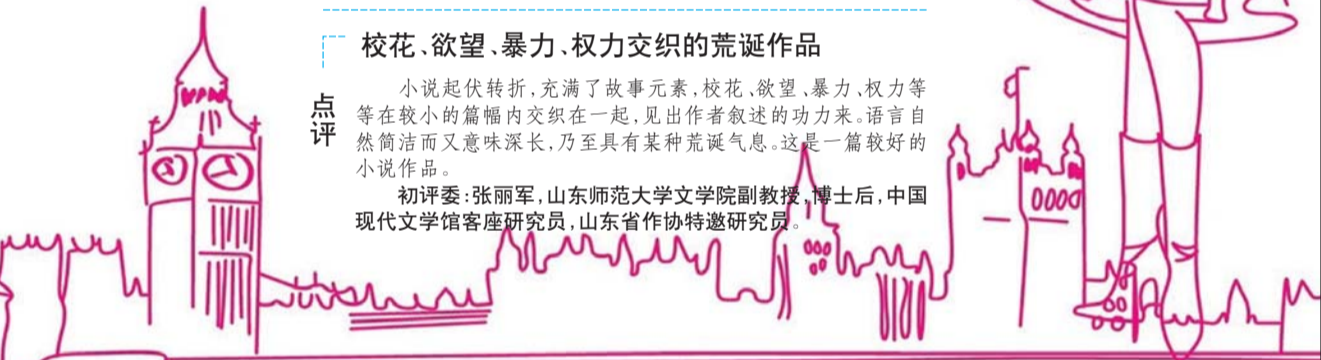 校花、欲望、暴力、权力交织的荒诞作品
点评
小说起伏转折,充满了故事元素,校花、欲望、暴力、权力等
等在较小的篇幅内交织在一起,见出作者叙述的功力来。语言自
然简洁而又意味深长,乃至具有某种荒诞气息。这是一篇较好的
小说作品。
初评委:张丽军,山东师范大学文学院副教授,博士后,中国
现代文学馆客座研究员,山东省作协特邀研究员。